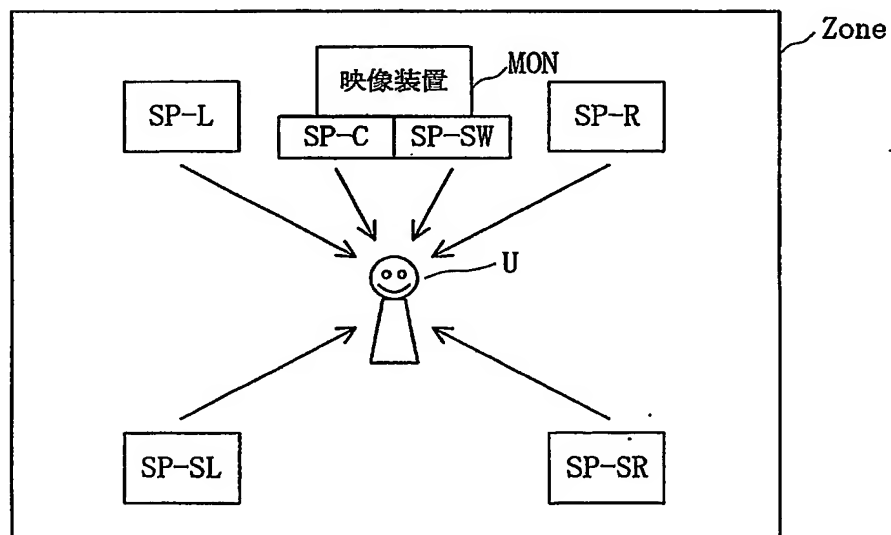 Zone
映像装置
MON
SP-L
SP-C
SP-SW
SP-R
U
SP-SL
SP-SR